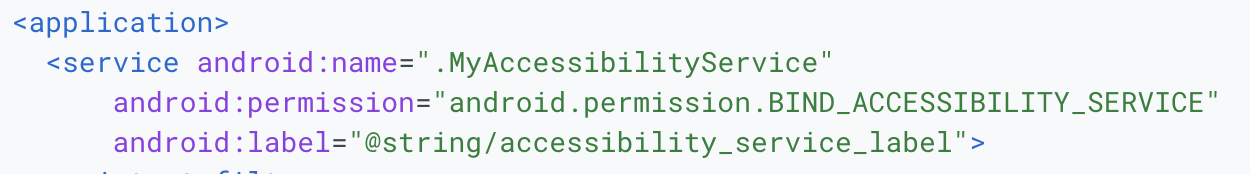 <application>
<service android:name=".MyAccessibilityService"
android:permission="android.permission.BIND_ACCESSIBILITY_SERVICE"
android:label="@string/accessibility_service_label">